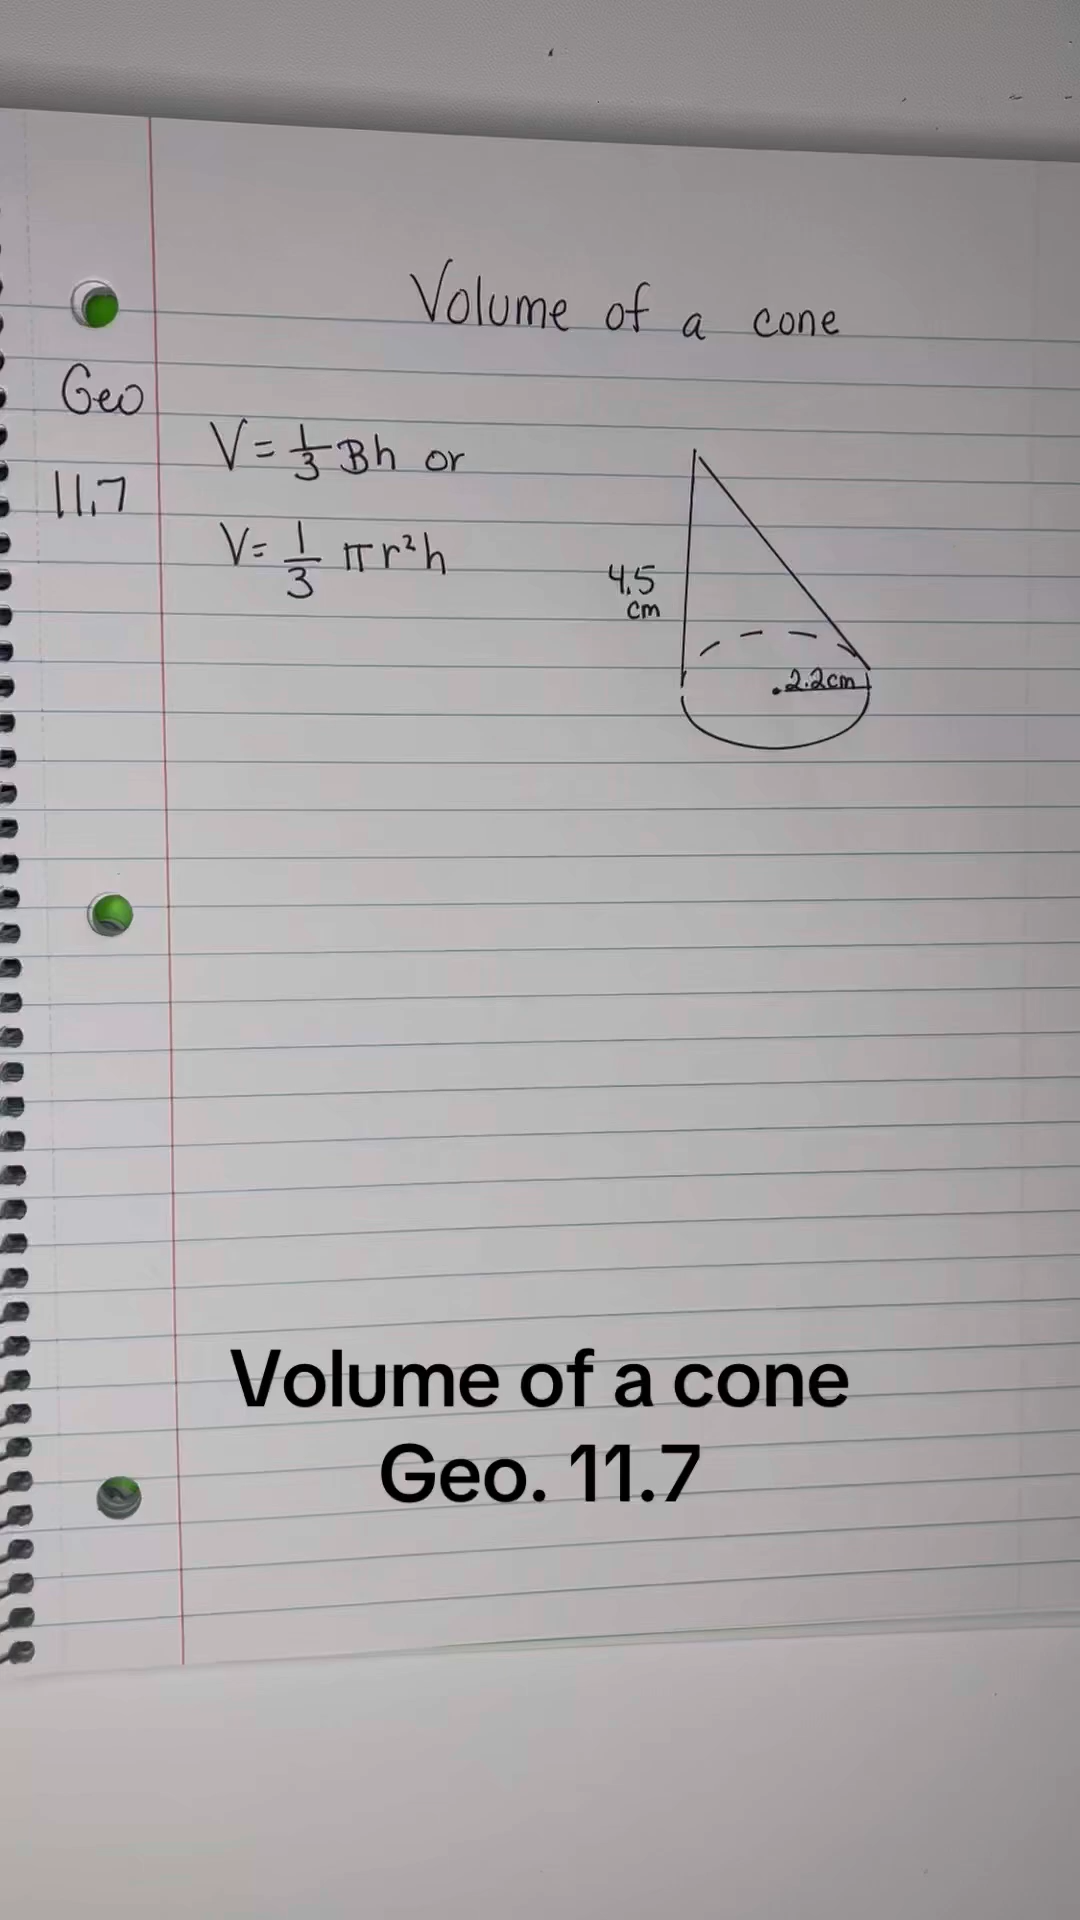 Volume of a cone
Geo
11.7
V = 1/3 Bh or
V = 1/3 πr²h
4.5
cm
2.2cm
Volume of a cone
Geo. 11.7